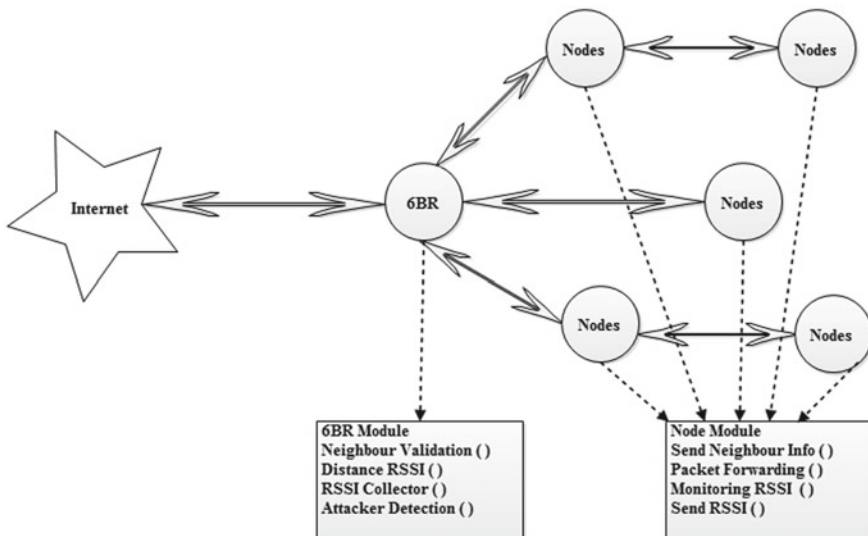 Nodes
Nodes
Internet
6BR
Nodes
Nodes
Nodes
6BR Module
Neighbour Validation ( )
Distance RSSI ( )
RSSI Collector ( )
Attacker Detection ( )
Node Module
Send Neighbour Info ( )
Packet Forwarding ( )
Monitoring RSSI ( )
Send RSSI ( )